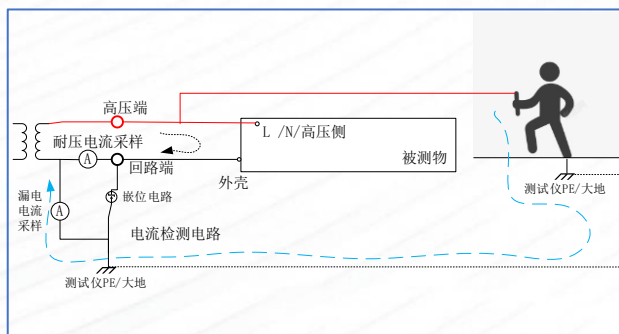 高压端
耐压电流采样
A
回路端
L /N/高压侧
被测物
外壳
漏电
电流
采样
A
嵌位电路
电流检测电路
测试仪PE/大地
测试仪PE/大地